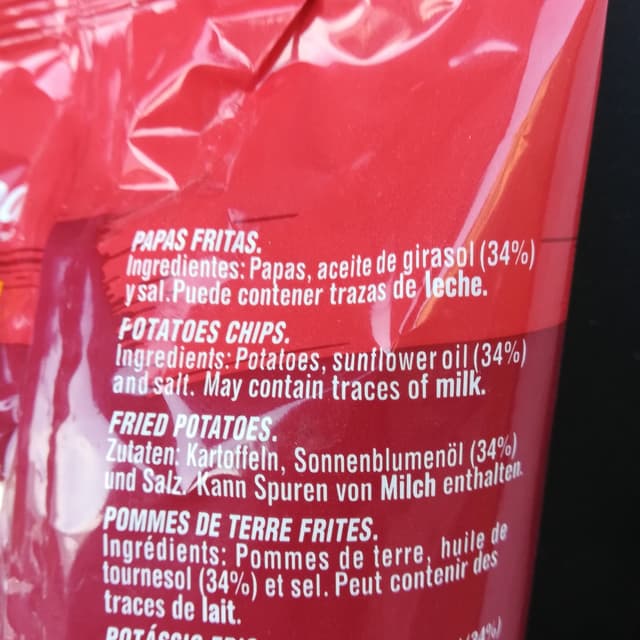 PAPAS FRITAS.
Ingredientes: Papas, aceite de girasol (34%)
y sal. Puede contener trazas de leche.
POTATOES CHIPS.
Ingredients: Potatoes, sunflower oil (34%)
and salt. May contain traces of milk.
FRIED POTATOES.
Zutaten: Kartoffeln, Sonnenblumenöl (34%)
und Salz. Kann Spuren von Milch enthalten.
POMMES DE TERRE FRITES.
Ingrédients: Pommes de terre, huile de
tournesol (34%) et sel. Peut contenir des
traces de lait.